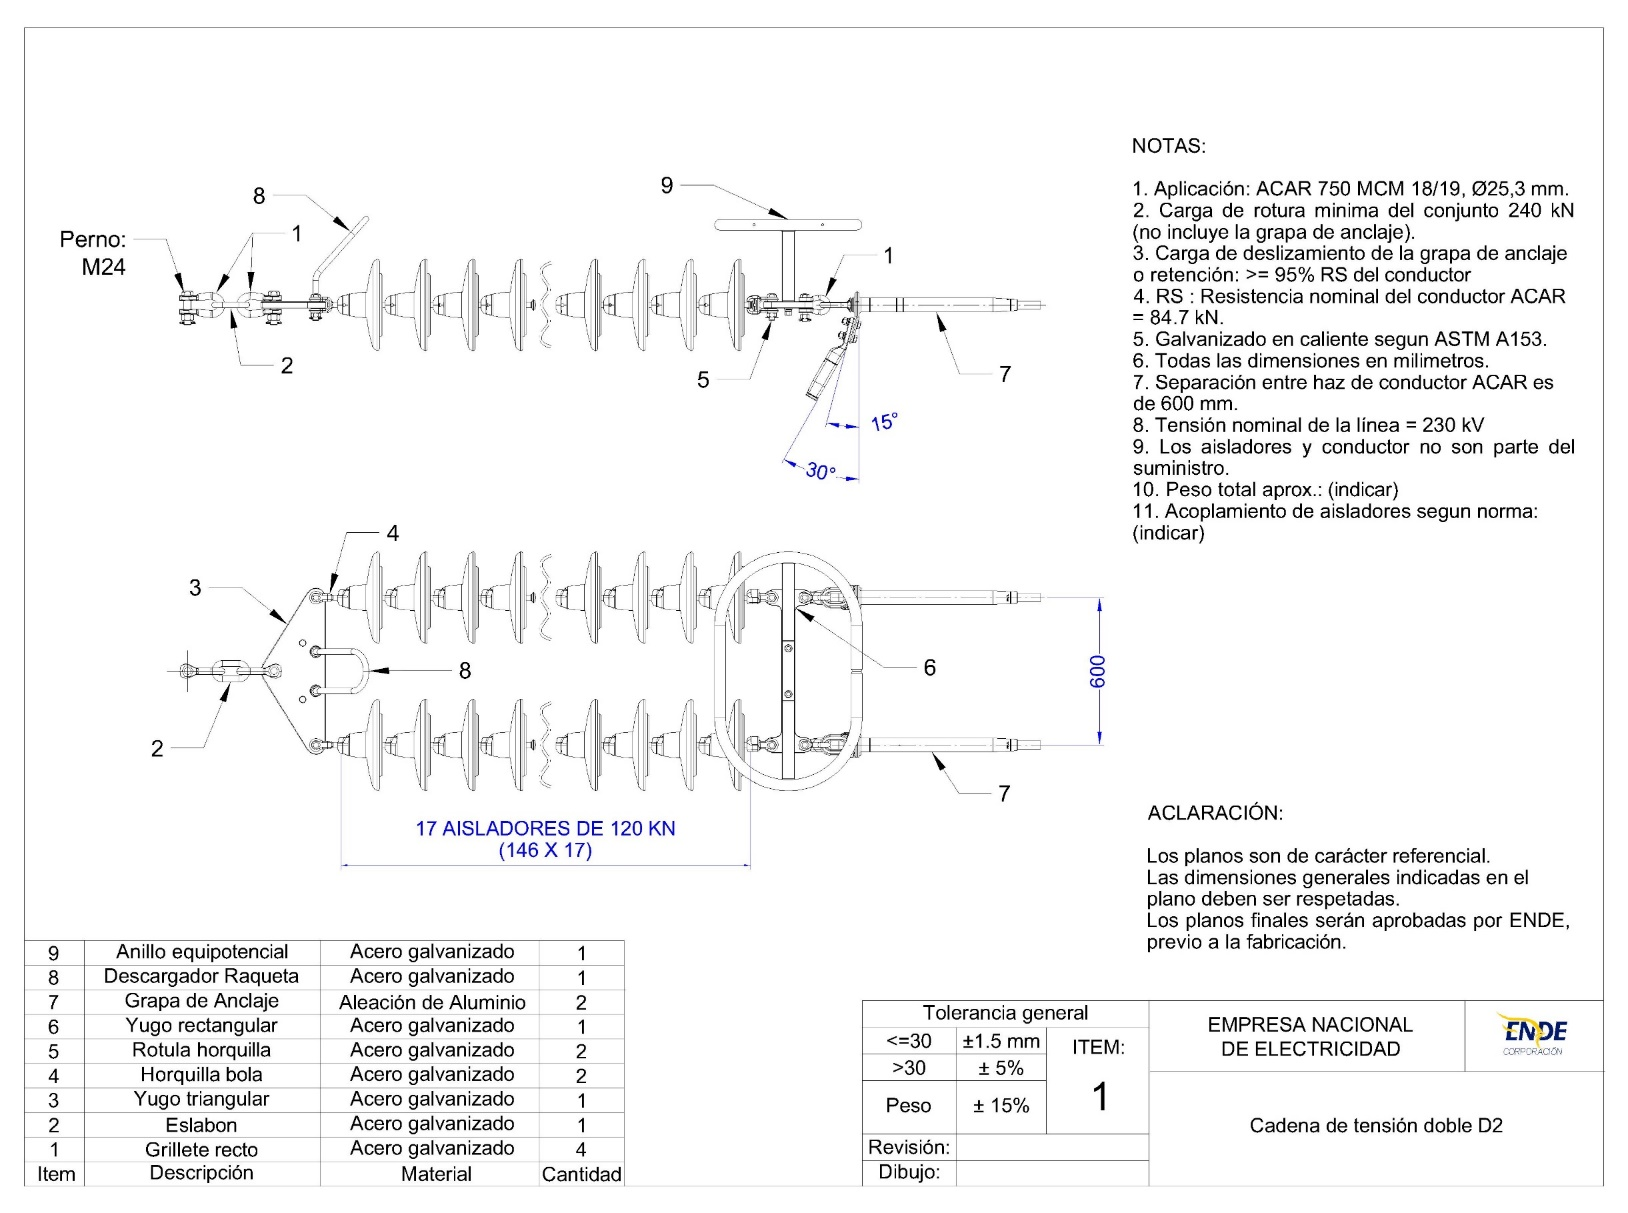 NOTAS:
1. Aplicación: ACAR 750 MCM 18/19, Ø25,3 mm.
2. Carga de rotura minima del conjunto 240 kN
(no incluye la grapa de anclaje).
3. Carga de deslizamiento de la grapa de anclaje
o retención: >= 95% RS del conductor
4. RS : Resistencia nominal del conductor ACAR
= 84.7 kN.
5. Galvanizado en caliente segun ASTM A153.
6. Todas las dimensiones en milimetros.
7. Separación entre haz de conductor ACAR es
de 600 mm.
8. Tensión nominal de la línea = 230 kV
9. Los aisladores y conductor no son parte del
suministro.
10. Peso total aprox.: (indicar)
11. Acoplamiento de aisladores segun norma:
(indicar)
9
8
1
Perno:
M24
1
2
5
7
15°
30°
4
3
8
6
600
2
7
17 AISLADORES DE 120 KN
(146 X 17)
ACLARACIÓN:
Los planos son de carácter referencial.
Las dimensiones generales indicadas en el
plano deben ser respetadas.
Los planos finales serán aprobadas por ENDE,
previo a la fabricación.
9 Anillo equipotencial Acero galvanizado 1
8 Descargador Raqueta Acero galvanizado 1
7 Grapa de Anclaje Aleación de Aluminio 2
6 Yugo rectangular Acero galvanizado 1
5 Rotula horquilla Acero galvanizado 2
4 Horquilla bola Acero galvanizado 2
3 Yugo triangular Acero galvanizado 1
2 Eslabon Acero galvanizado 1
1 Grillete recto Acero galvanizado 4
Item Descripción Material Cantidad
Tolerancia general
<=30 ±1.5 mm
>30 ± 5%
Peso ± 15%
ITEM:
1
Revisión:
Dibujo:
EMPRESA NACIONAL
DE ELECTRICIDAD
ENDE
CORPORACIÓN
Cadena de tensión doble D2